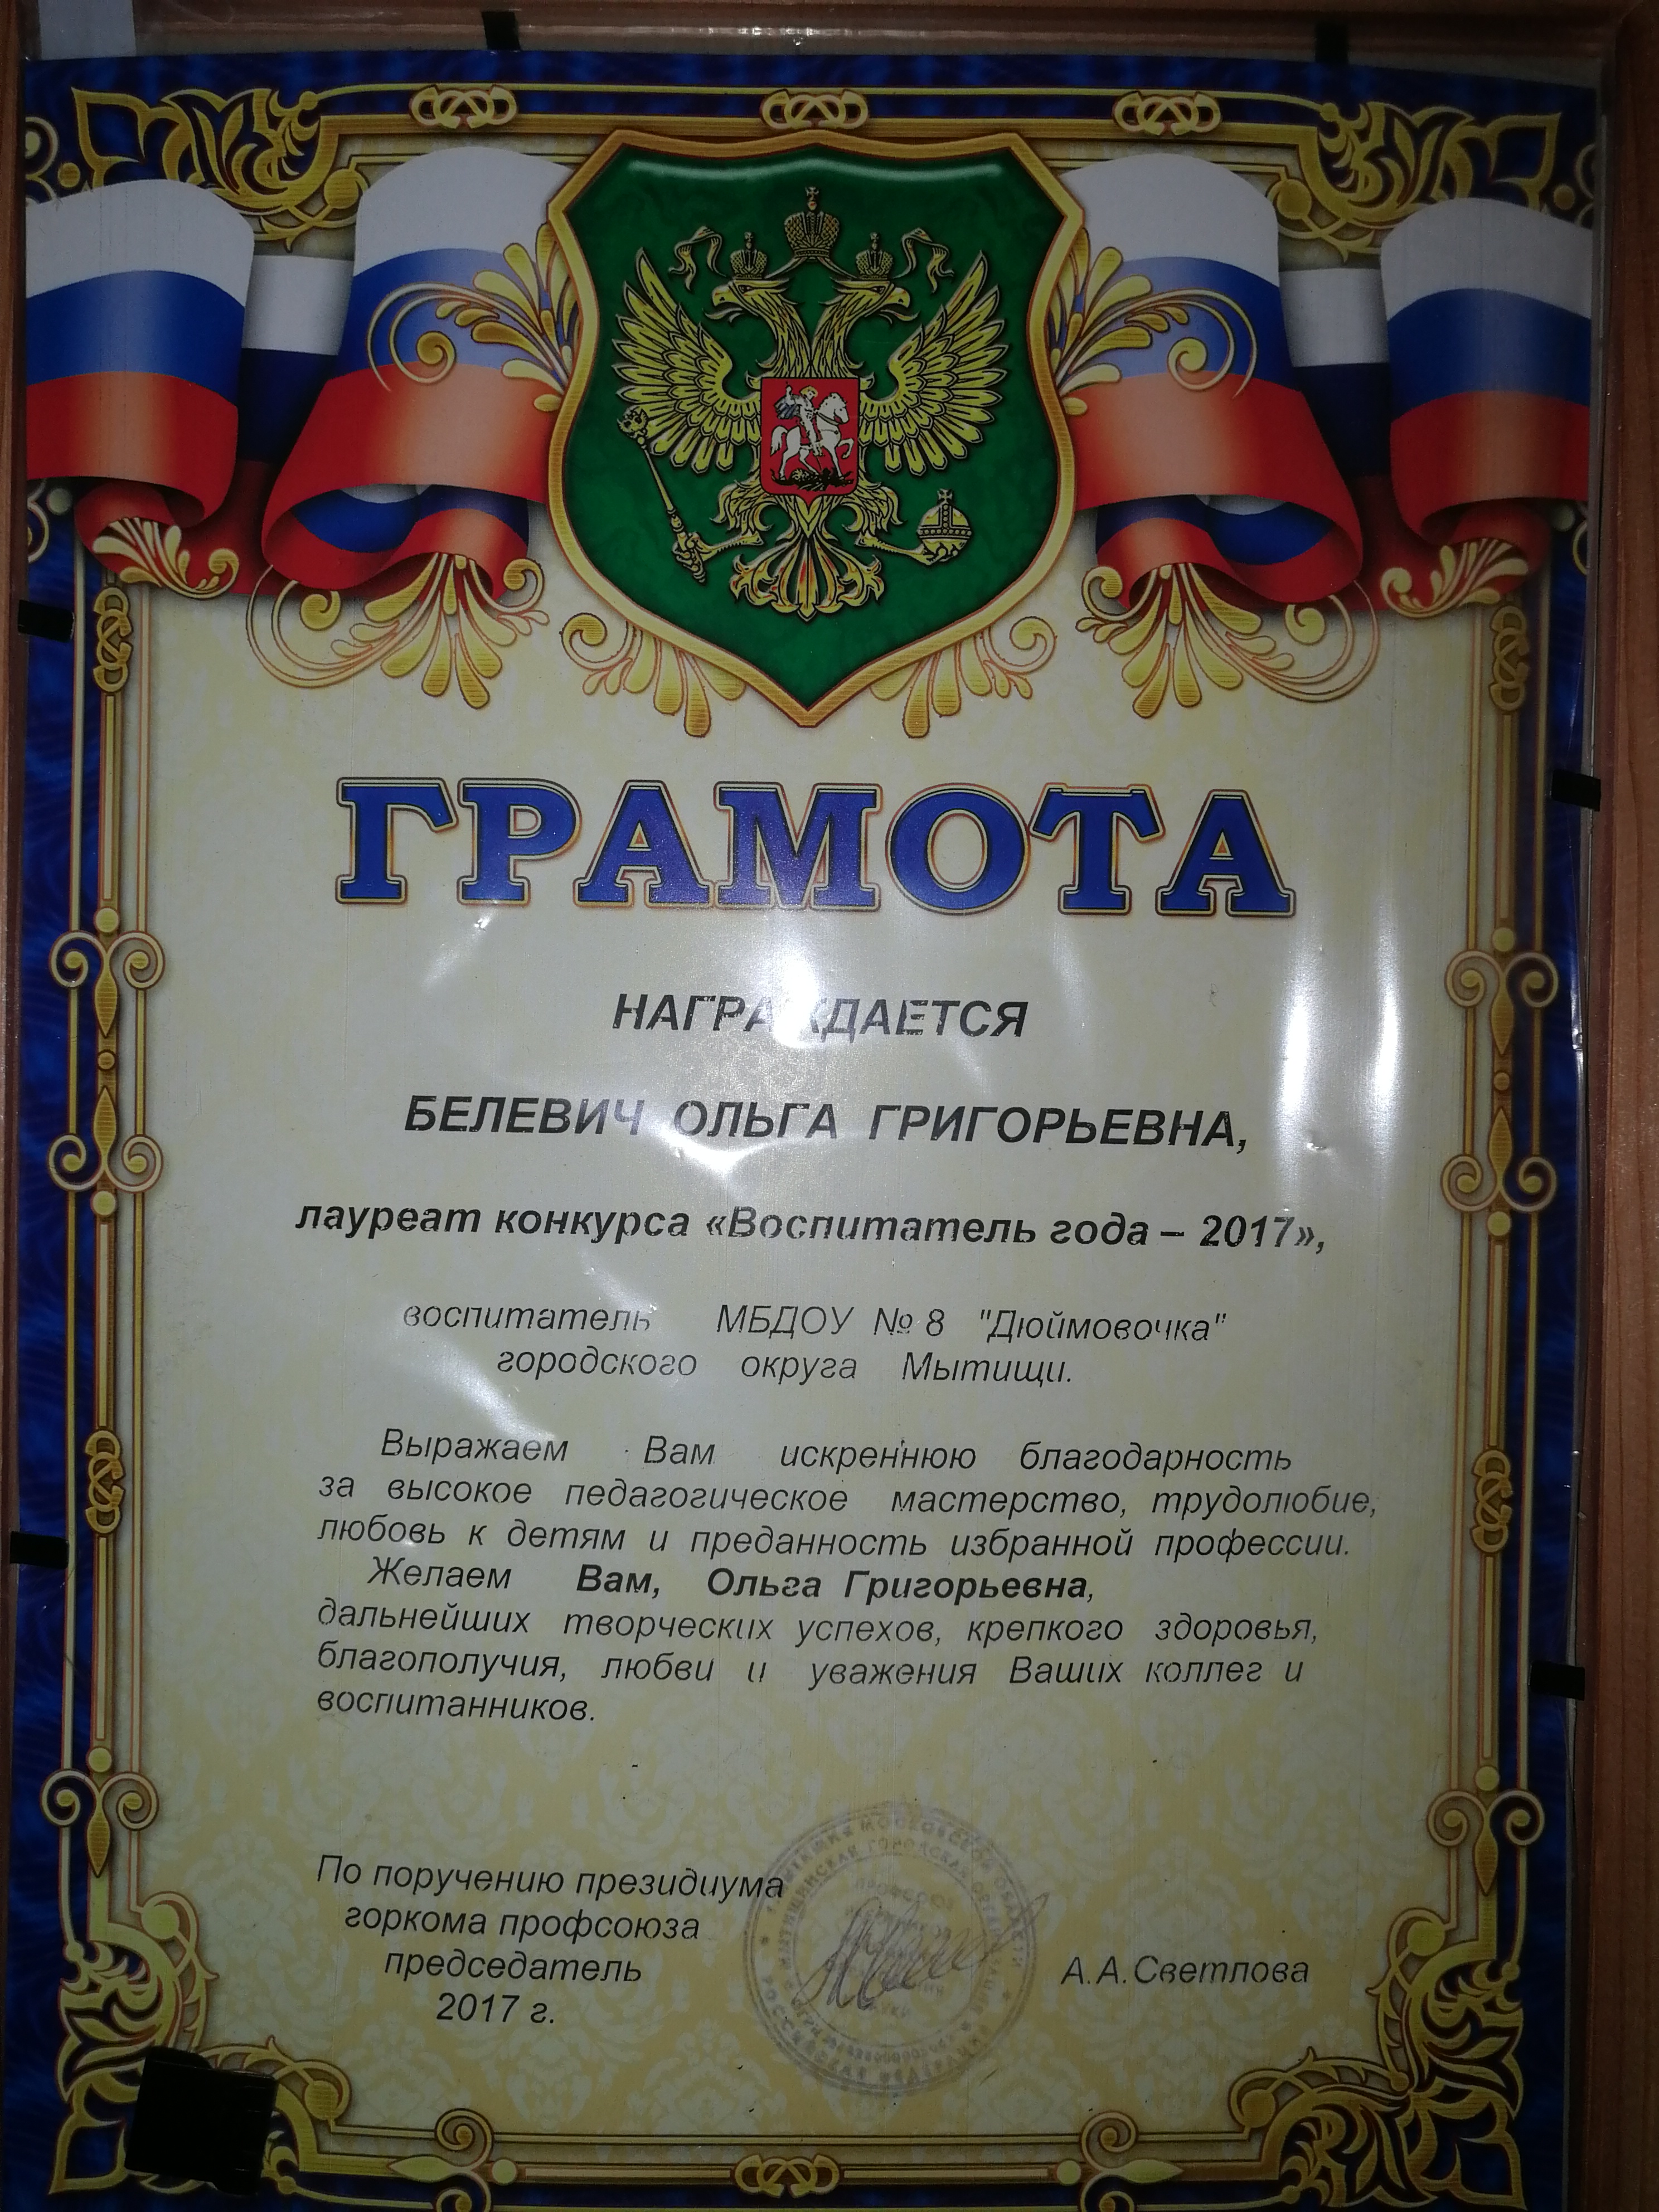 ГРАМОТА
НАГРАЖДАЕТСЯ
БЕЛЕВИЧ ОЛЬГА ГРИГОРЬЕВНА,
лауреат конкурса «Воспитатель года – 2017»,
воспитатель МБДОУ № 8 "Дюймовочка"
городского округа Мытищи.
Выражаем Вам искреннюю благодарность
за высокое педагогическое мастерство, трудолюбие,
любовь к детям и преданность избранной профессии.
Желаем Вам, Ольга Григорьевна,
дальнейших творческих успехов, крепкого здоровья,
благополучия, любви и уважения Ваших коллег и
воспитанников.
По поручению президиума
горкома профсоюза
председатель
2017 г.
А.А.Светлова